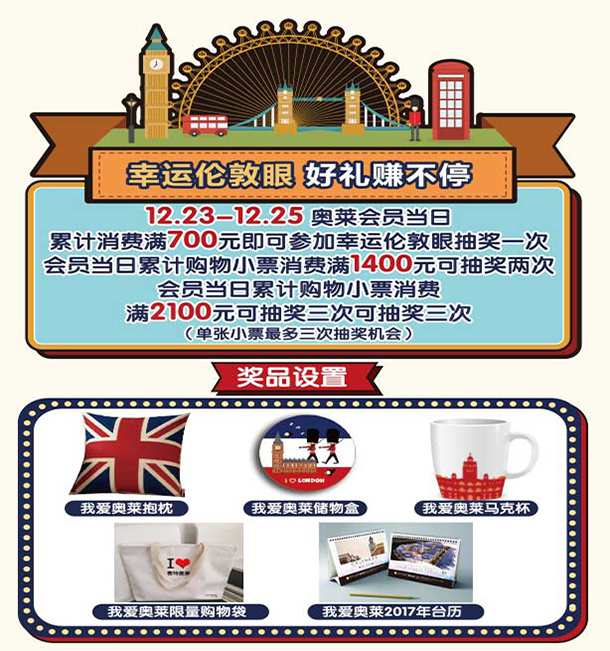 幸运伦敦眼 好礼赚不停
12.23-12.25 奥莱会员当日
累计消费满700元即可参加幸运伦敦眼抽奖一次
会员当日累计购物小票消费满1400元可抽奖两次
会员当日累计购物小票消费
满2100元可抽奖三次可抽奖三次
（单张小票最多三次抽奖机会）
奖品设置
I ♥ LONDON
我爱奥莱抱枕
我爱奥莱储物盒
我爱奥莱马克杯
I ♥
我爱奥莱限量购物袋
我爱奥莱2017年台历